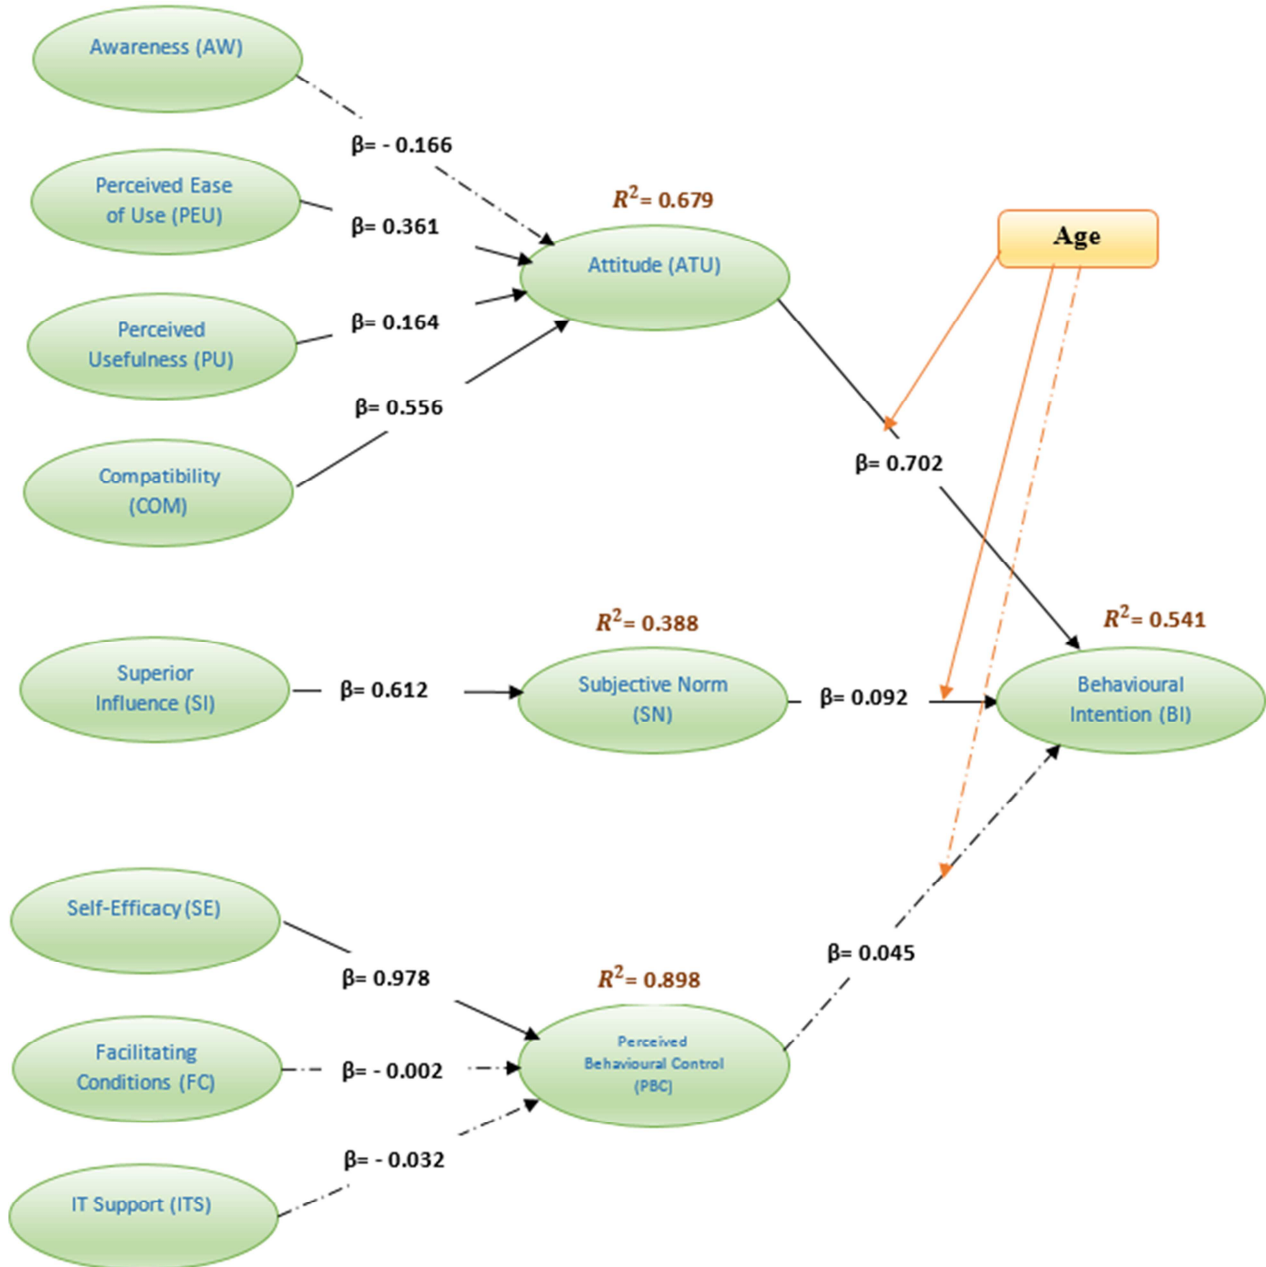 Awareness (AW)
β= - 0.166
Perceived Ease
of Use (PEU)
β= 0.361
R²= 0.679
Attitude (ATU)
Age
Perceived
Usefulness (PU)
β= 0.164
β= 0.556
Compatibility
(COM)
β= 0.702
Superior
Influence (SI)
β= 0.612
R²= 0.388
Subjective Norm
(SN)
β= 0.092
R²= 0.541
Behavioural
Intention (BI)
Self-Efficacy (SE)
β= 0.978
R²= 0.898
Perceived
Behavioural Control
(PBC)
β= 0.045
Facilitating
Conditions (FC)
β= - 0.002
β= - 0.032
IT Support (ITS)